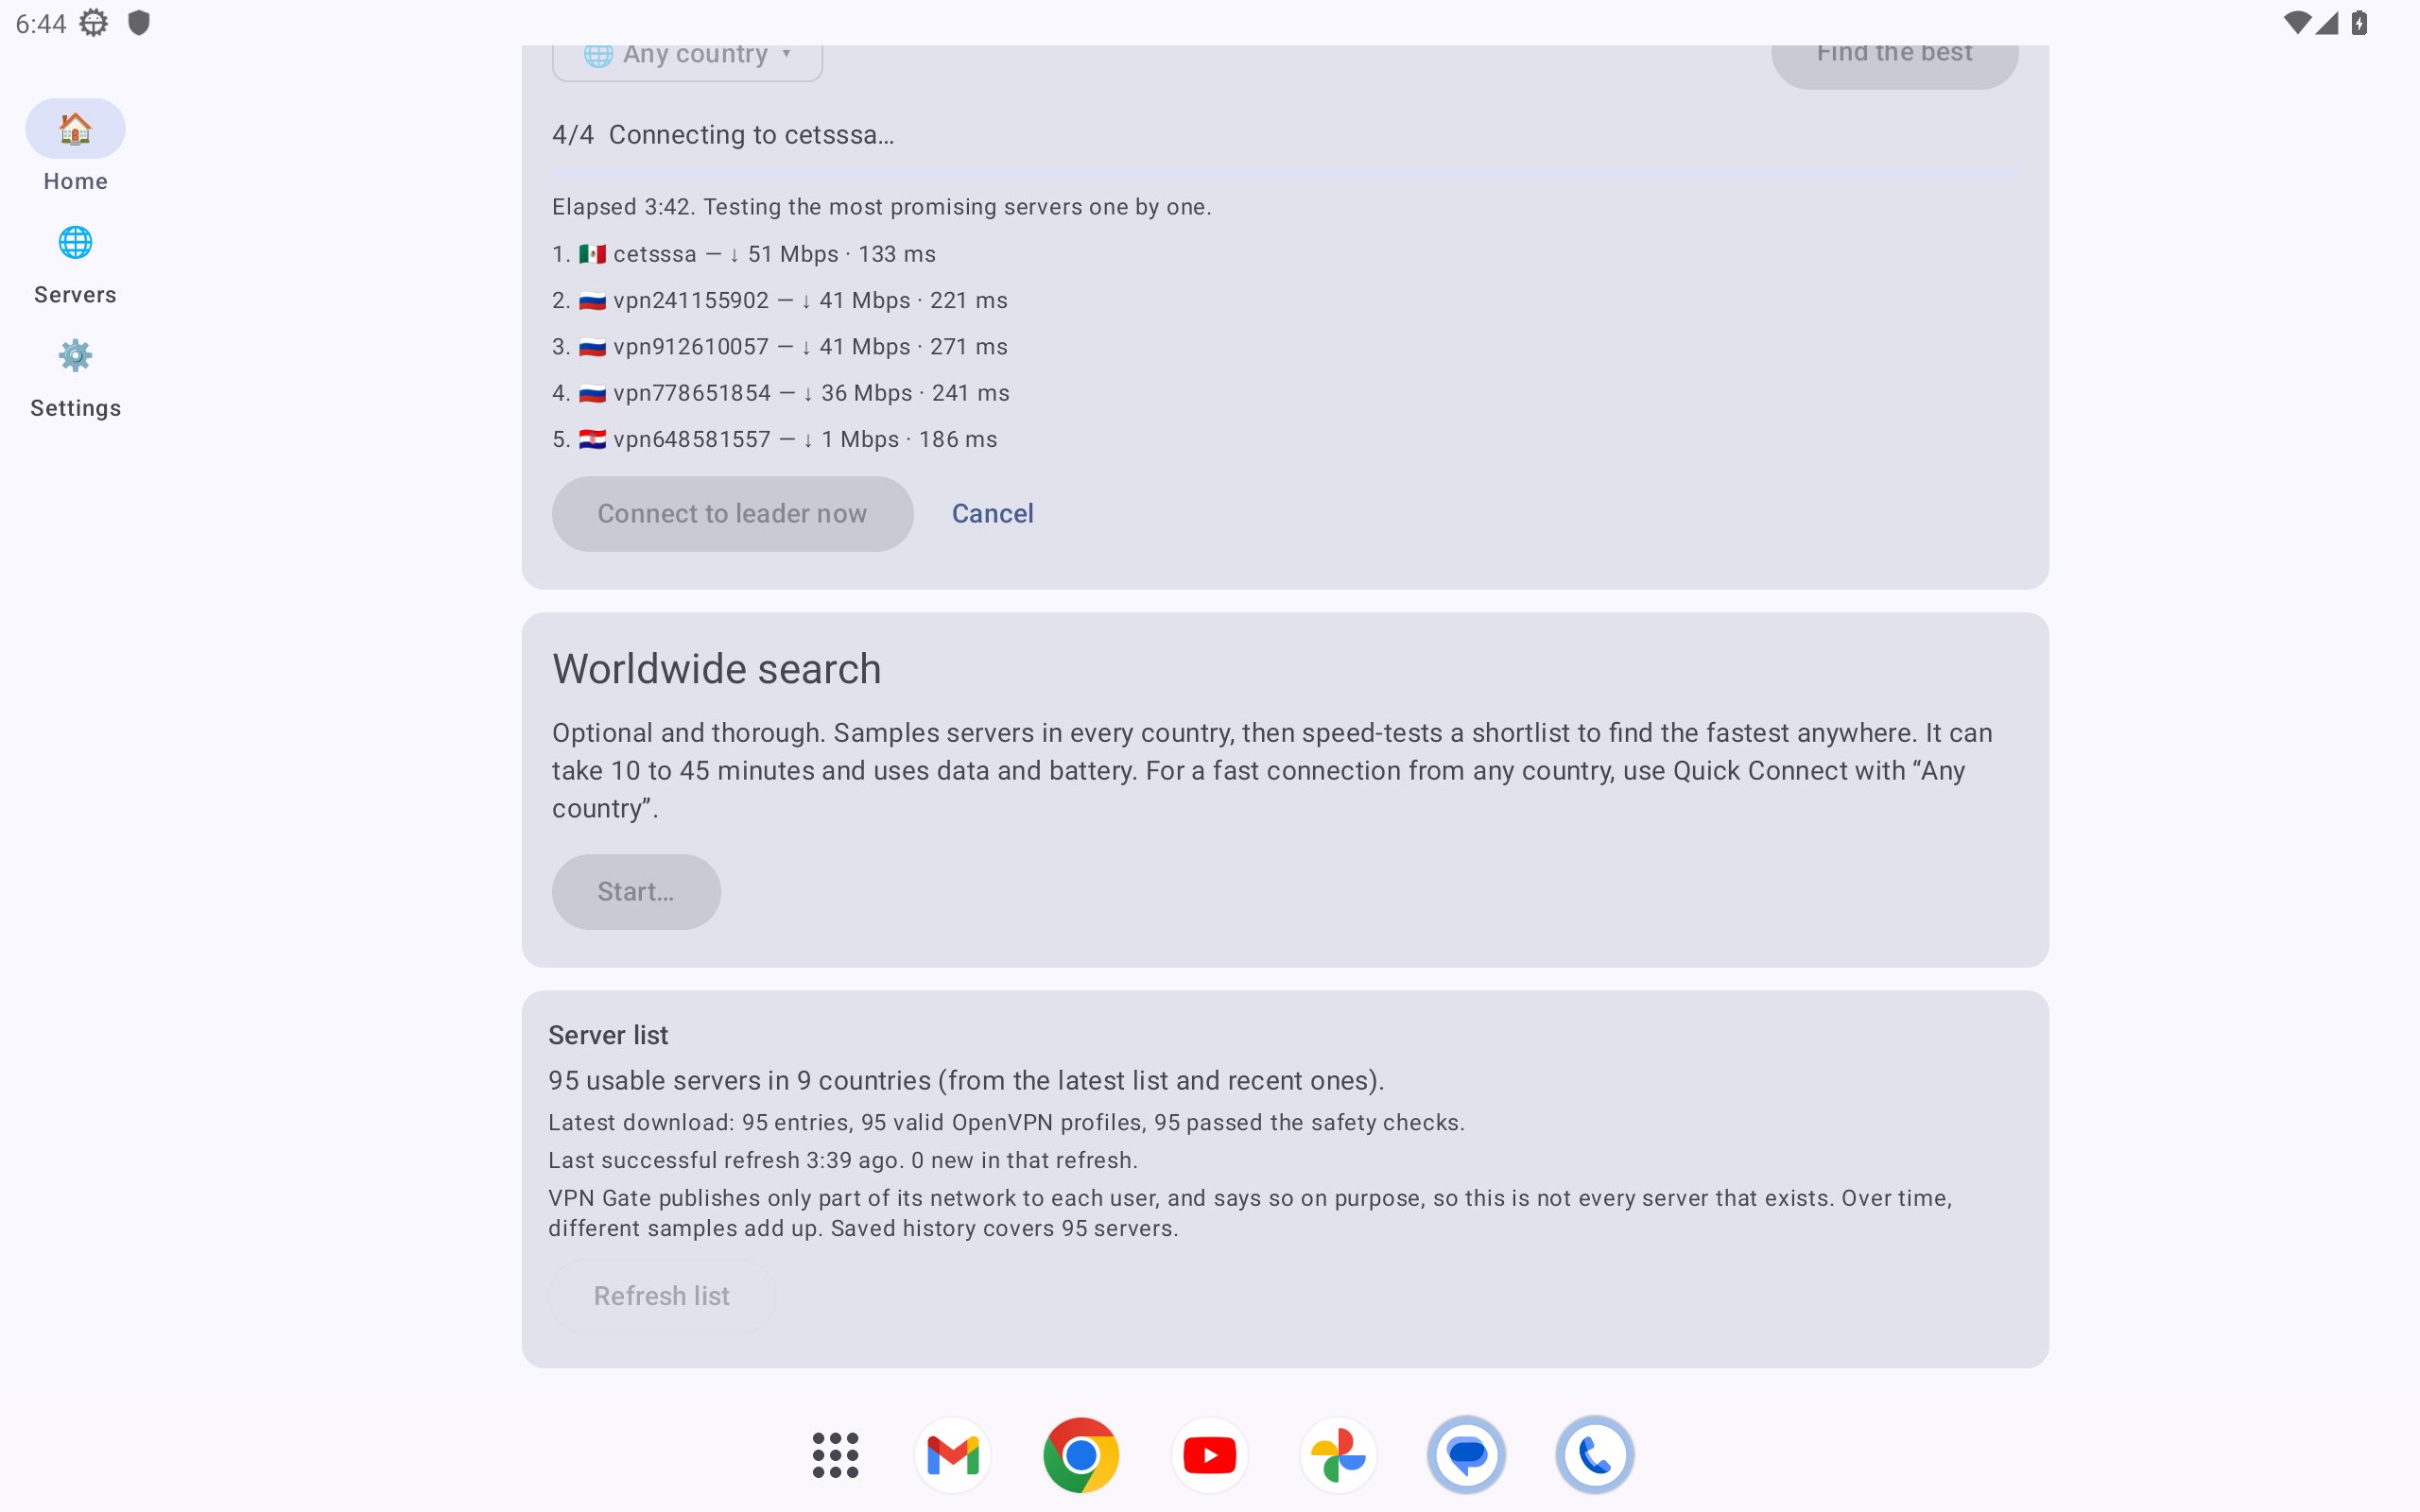 6:44
Any country
Find the best
Home
Servers
Settings
4/4 Connecting to cetsssa…
Elapsed 3:42. Testing the most promising servers one by one.
1. 🇲🇽 cetsssa — ↓ 51 Mbps · 133 ms
2. 🇷🇺 vpn241155902 — ↓ 41 Mbps · 221 ms
3. 🇷🇺 vpn912610057 — ↓ 41 Mbps · 271 ms
4. 🇷🇺 vpn778651854 — ↓ 36 Mbps · 241 ms
5. 🇭🇷 vpn648581557 — ↓ 1 Mbps · 186 ms
Connect to leader now
Cancel
Worldwide search
Optional and thorough. Samples servers in every country, then speed-tests a shortlist to find the fastest anywhere. It can
take 10 to 45 minutes and uses data and battery. For a fast connection from any country, use Quick Connect with “Any
country”.
Start…
Server list
95 usable servers in 9 countries (from the latest list and recent ones).
Latest download: 95 entries, 95 valid OpenVPN profiles, 95 passed the safety checks.
Last successful refresh 3:39 ago. 0 new in that refresh.
VPN Gate publishes only part of its network to each user, and says so on purpose, so this is not every server that exists. Over time,
different samples add up. Saved history covers 95 servers.
Refresh list